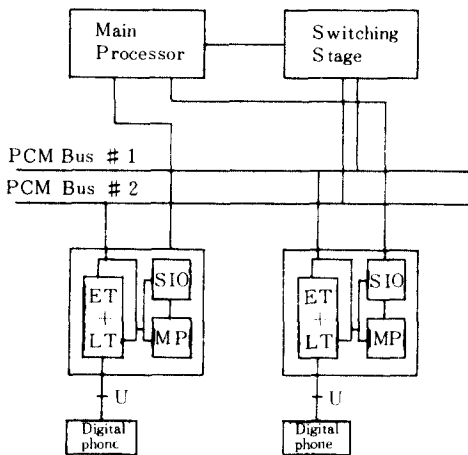 Main
Processor
Switching
Stage
PCM Bus # 1
PCM Bus # 2
ET
+
LT
SIO
MP
ET
+
LT
SIO
MP
U
U
Digital
phone
Digital
phone